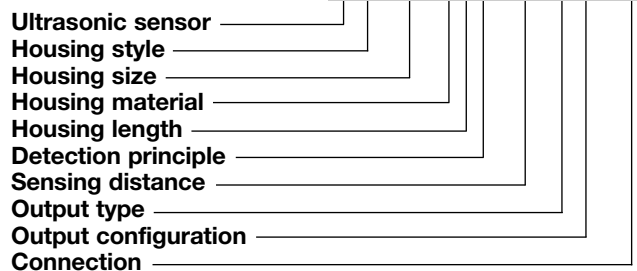 Ultrasonic sensor
Housing style
Housing size
Housing material
Housing length
Detection principle
Sensing distance
Output type
Output configuration
Connection